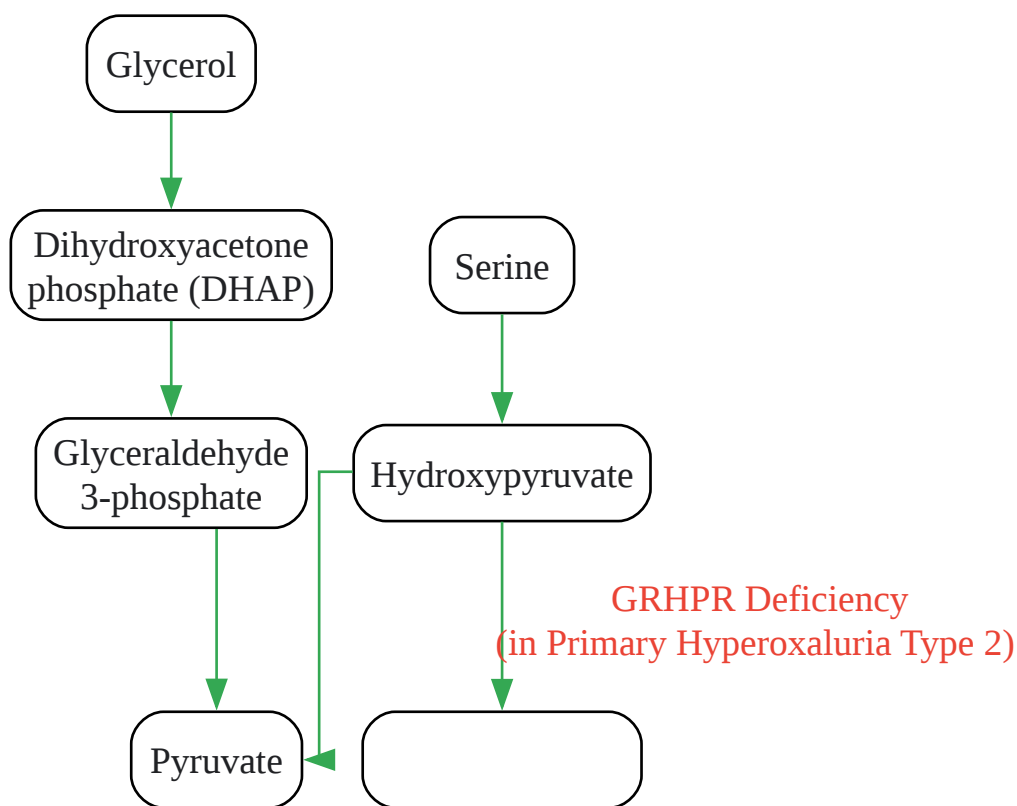 Glycerol
Dihydroxyacetone
phosphate (DHAP)
Serine
Glyceraldehyde
3-phosphate
Hydroxypyruvate
GRHPR Deficiency
(in Primary Hyperoxaluria Type 2)
Pyruvate